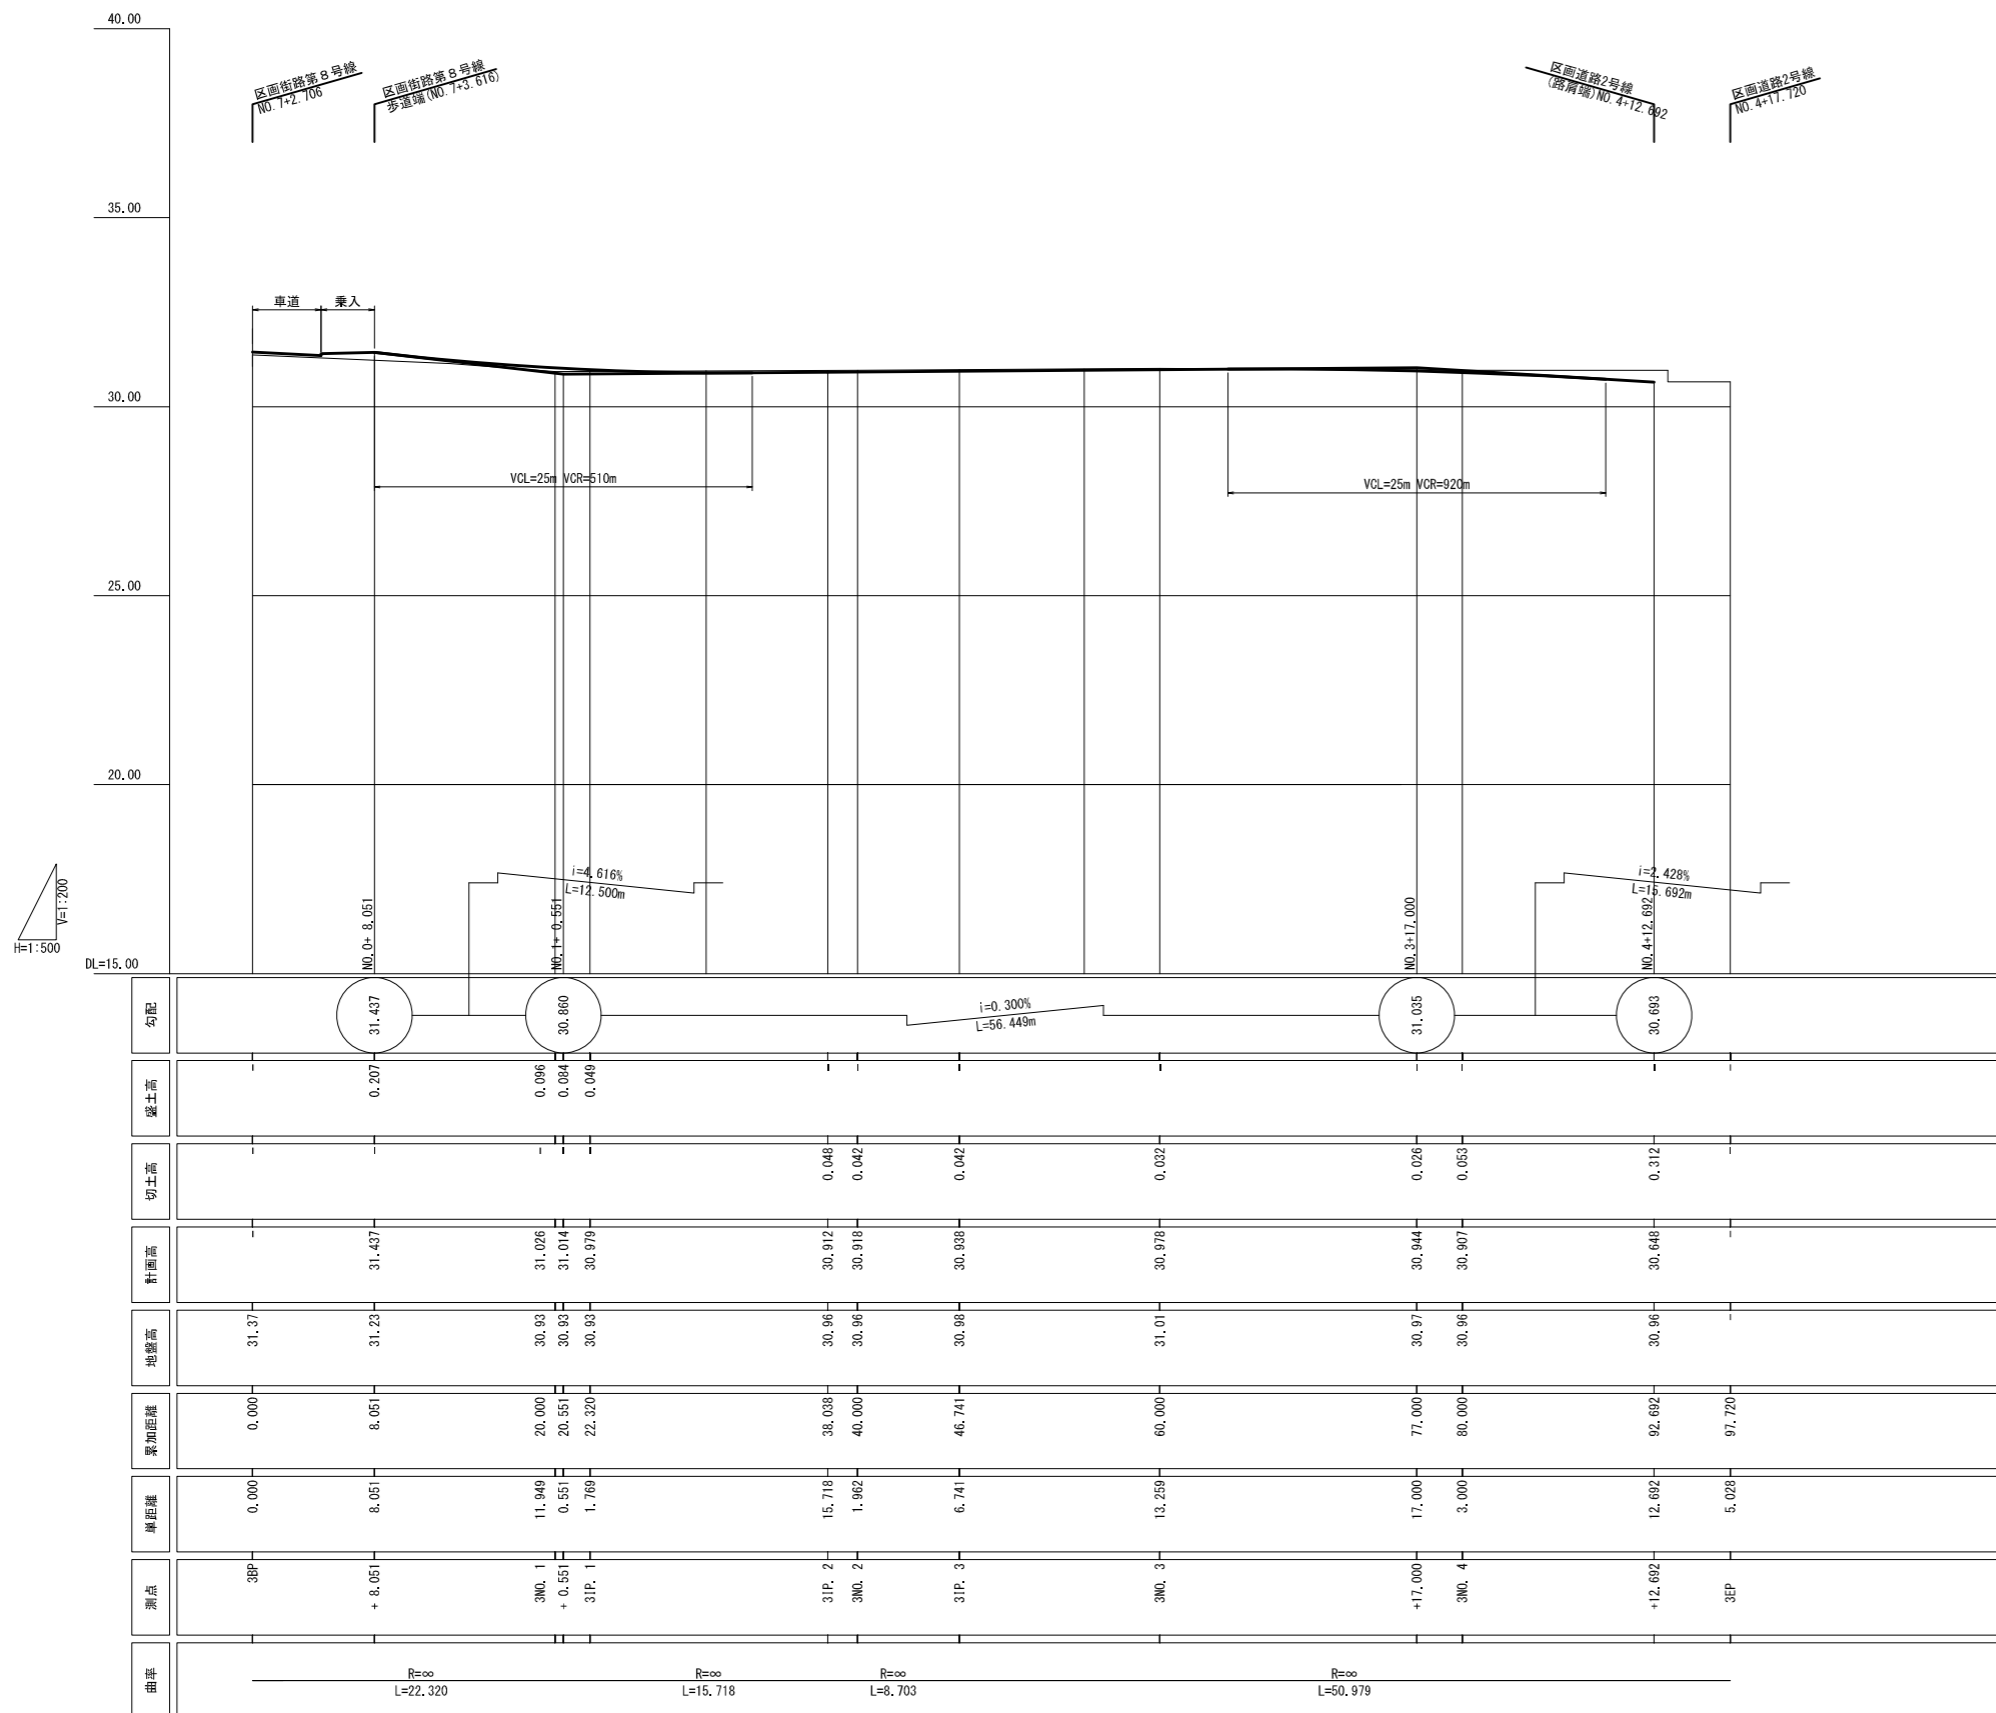 40.00
区画街路第８号線
NO.7+2.706
区画街路第８号線
歩道端(NO.7+3.616)
区画道路2号線
(路肩端)NO.4+12.692
区画道路2号線
NO.4+17.720
35.00
車道
乗入
30.00
VCL=25m VCR=510m
VCL=25m VCR=920m
25.00
20.00
V=1:200
H=1:500
i=4.616%
L=12.500m
i=2.428%
L=15.692m
NO.0+ 8.051
NO.1+ 0.551
NO.3+17.000
NO.4+12.692
DL=15.00
勾配
31.437
30.860
i=0.300%
L=56.449m
31.035
30.693
盛土高
- 0.207 0.096 0.084 0.049 - - - - - - - -
切土高
- - - - - 0.048 0.042 0.042 0.032 0.026 0.053 0.312 -
計画高
- 31.437 31.026 31.014 30.979 30.912 30.918 30.938 30.978 30.944 30.907 30.648 -
地盤高
31.37 31.23 30.93 30.93 30.93 30.96 30.96 30.98 31.01 30.97 30.96 30.96 -
累加距離
0.000 8.051 20.000 20.551 22.320 38.038 40.000 46.741 60.000 77.000 80.000 92.692 97.720
単距離
0.000 8.051 11.949 0.551 1.769 15.718 1.962 6.741 13.259 17.000 3.000 12.692 5.028
測点
3BP + 8.051 3NO. 1 + 0.551 3IP. 1 3IP. 2 3NO. 2 3IP. 3 3NO. 3 +17.000 3NO. 4 +12.692 3EP
曲率
R=∞ R=∞ R=∞ R=∞
L=22.320 L=15.718 L=8.703 L=50.979